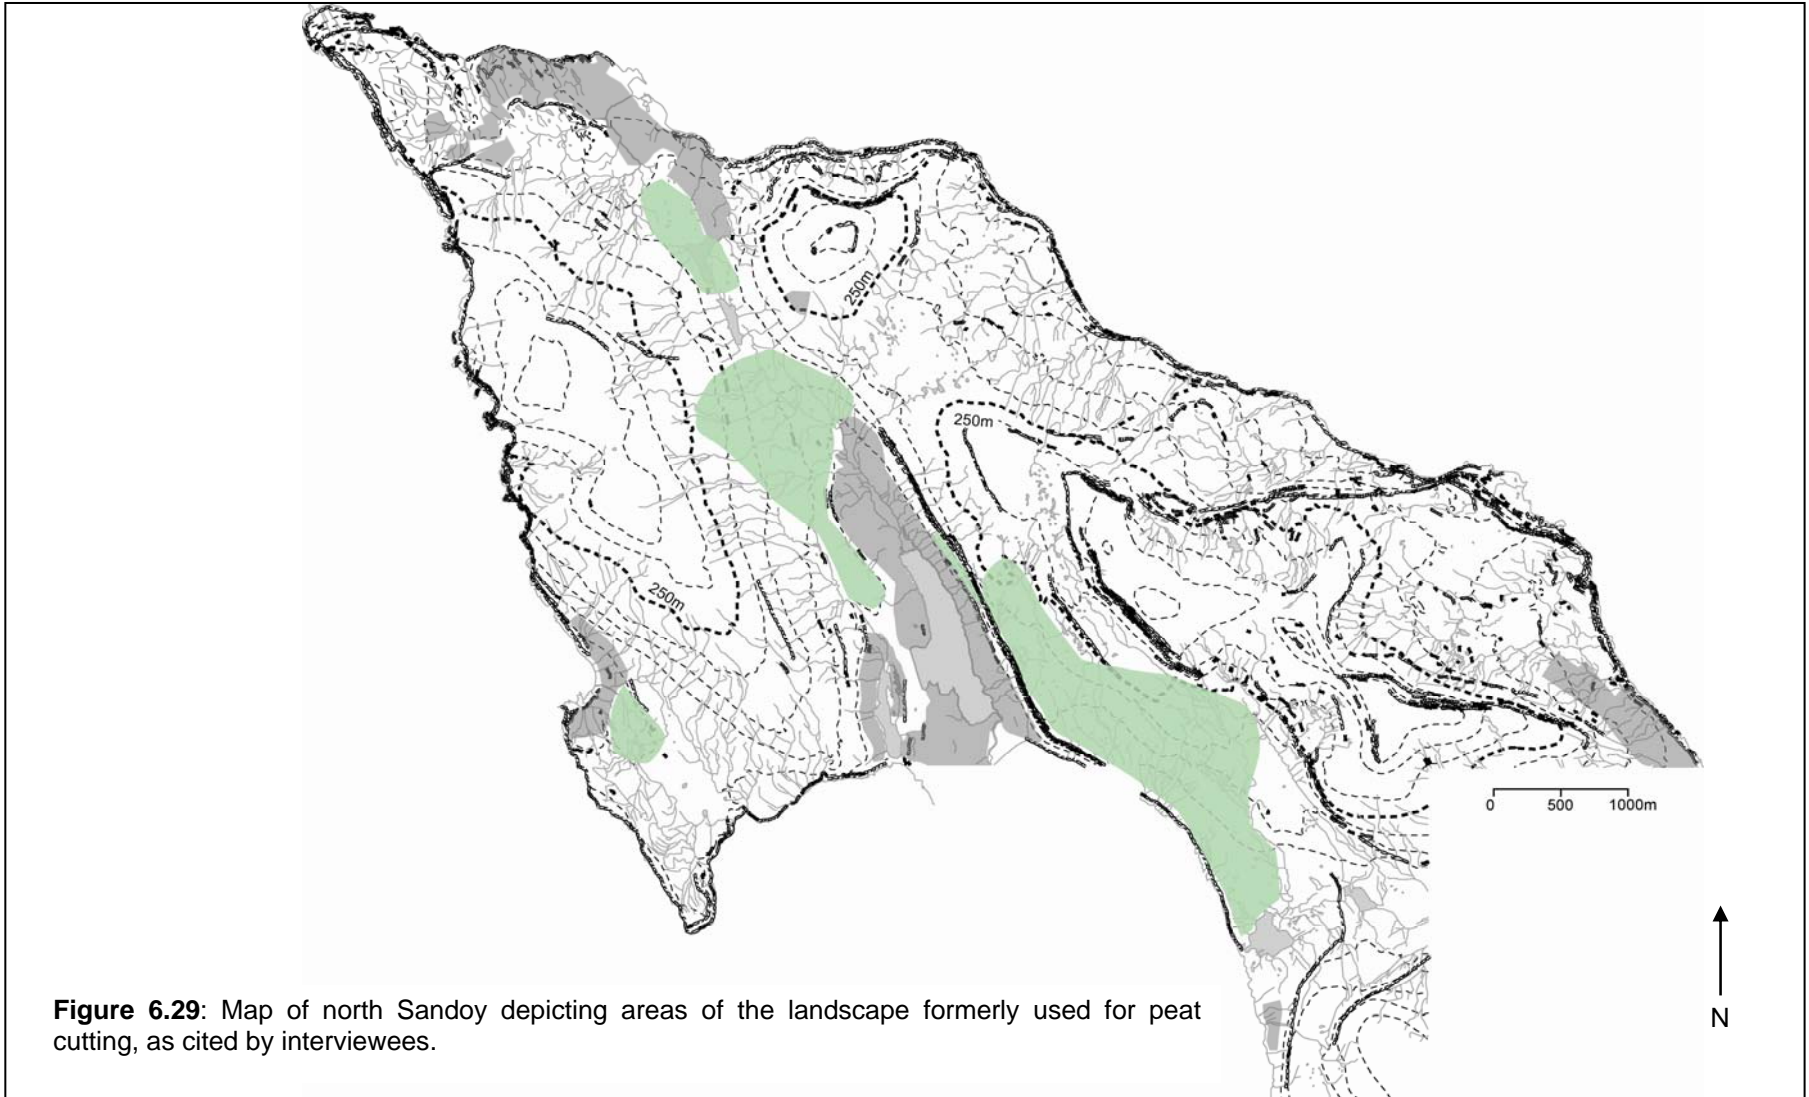 250m
250m
250m
0 500 1000m
N
Figure 6.29: Map of north Sandoy depicting areas of the landscape formerly used for peat
cutting, as cited by interviewees.